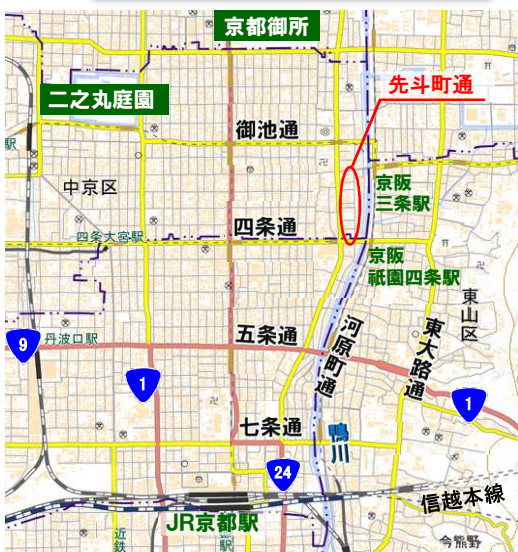 京都御所
先斗町通
二之丸庭園
御池通
駅
中京区
京阪
三条駅
四条大宮駅
四条通
京阪
祇園四条駅
東山区
9
丹波口駅
五条通
河原町通
東大路通
1
1
七条通
鴨川
24
信越本線
JR京都駅
近鉄
駅
今熊野